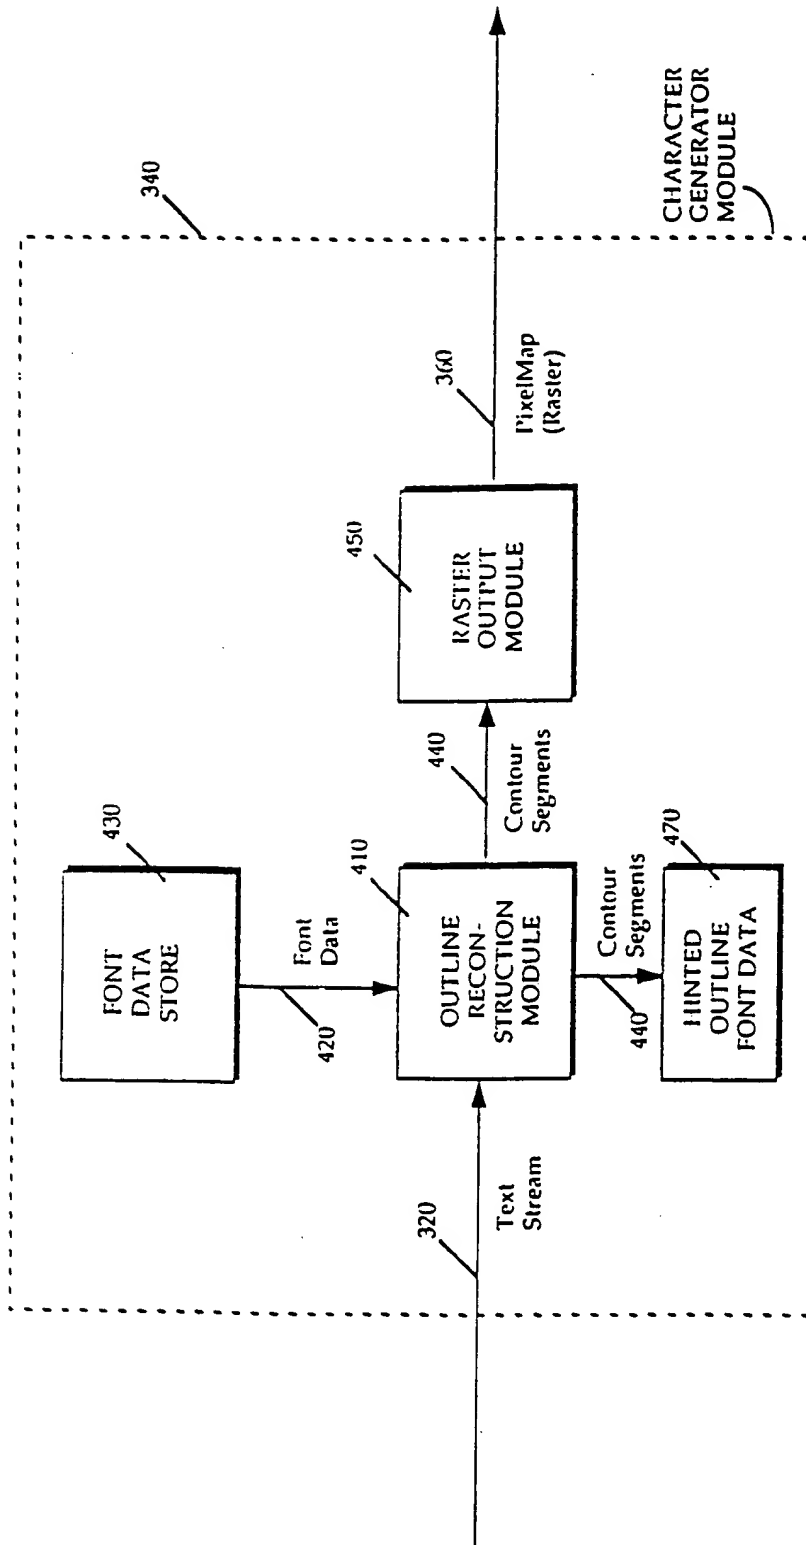 340
CHARACTER
GENERATOR
MODULE
430
FONT
DATA
STORE
Font
Data
420
320
Text
Stream
410
OUTLINE
RECON-
STRUCTION
MODULE
440
Contour
Segments
450
RASTER
OUTPUT
MODULE
360
PixelMap
(Raster)
Contour
Segments
440
470
HINTED
OUTLINE
FONT DATA